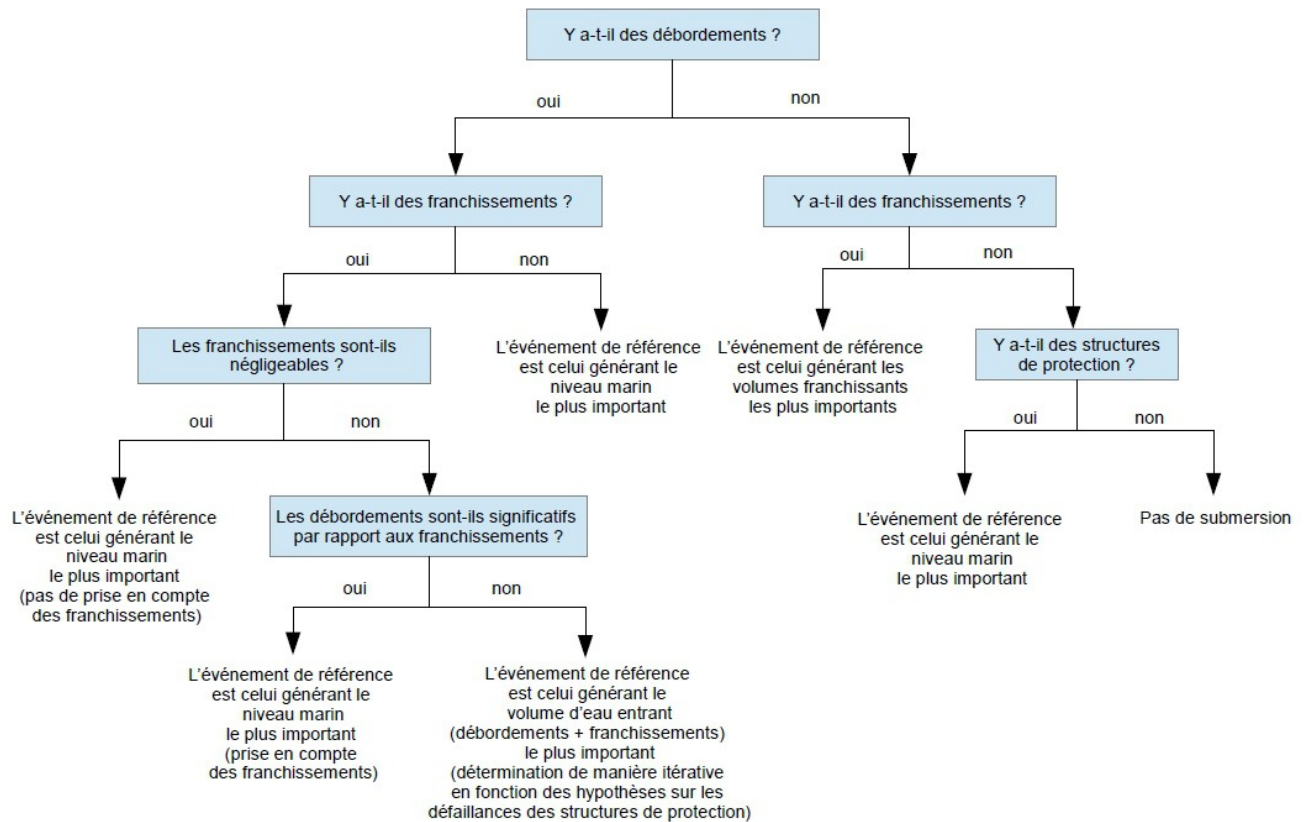 Y a-t-il des débordements ?
oui
non
Y a-t-il des franchissements ?
Y a-t-il des franchissements ?
oui
non
oui
non
Les franchissements sont-ils
négligeables ?
L'événement de référence
est celui générant le
niveau marin
le plus important
L'événement de référence
est celui générant les
volumes franchissants
les plus importants
Y a-t-il des structures
de protection ?
oui
non
oui
non
L'événement de référence
est celui générant le
niveau marin
le plus important
(pas de prise en compte
des franchissements)
Les débordements sont-ils significatifs
par rapport aux franchissements ?
L'événement de référence
est celui générant le
niveau marin
le plus important
Pas de submersion
oui
non
L'événement de référence
est celui générant le
niveau marin
le plus important
(prise en compte
des franchissements)
L'événement de référence
est celui générant le
volume d'eau entrant
(débordements + franchissements)
le plus important
(détermination de manière itérative
en fonction des hypothèses sur les
défaillances des structures de protection)